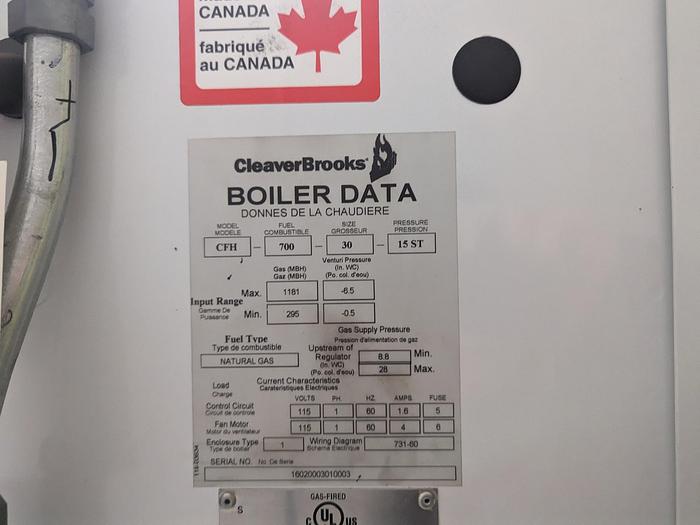 CANADA
fabriqué
au CANADA
CleaverBrooks
BOILER DATA
DONNES DE LA CHAUDIERE
MODEL FUEL SIZE PRESSURE
MODELE COMBUSTIBLE GROSSEUR PRESSION
CFH – 700 – 30 – 15 ST
Gas (MBH) Venturi Pressure
Gaz (MBH) (In. WC)
(Po. col. d'eou)
Max. 1181 -6.5
Input Range
Gamme De
Puissance
Min. 295 -0.5
Gas Supply Pressure
Fuel Type Pression d'alimentation de gaz
Type de combustible Upstream of
NATURAL GAS Regulator 8.8 Min.
(In. WC)
(Po. col. d'eou) 28 Max.
Load Current Characteristics
Charge Carateristiques Electriques
VOLTS PH. HZ. AMPS FUSE
Control Circuit 115 1 60 1.6 5
Circuit de controle
Fan Motor 115 1 60 4 6
Motor du ventilateur
Enclosure Type 1 Wiring Diagram 731-60
Type de boitier Schema Electrique
SERIAL NO. No. De Serie
16020003010003
GAS-FIRED
S
C UL US